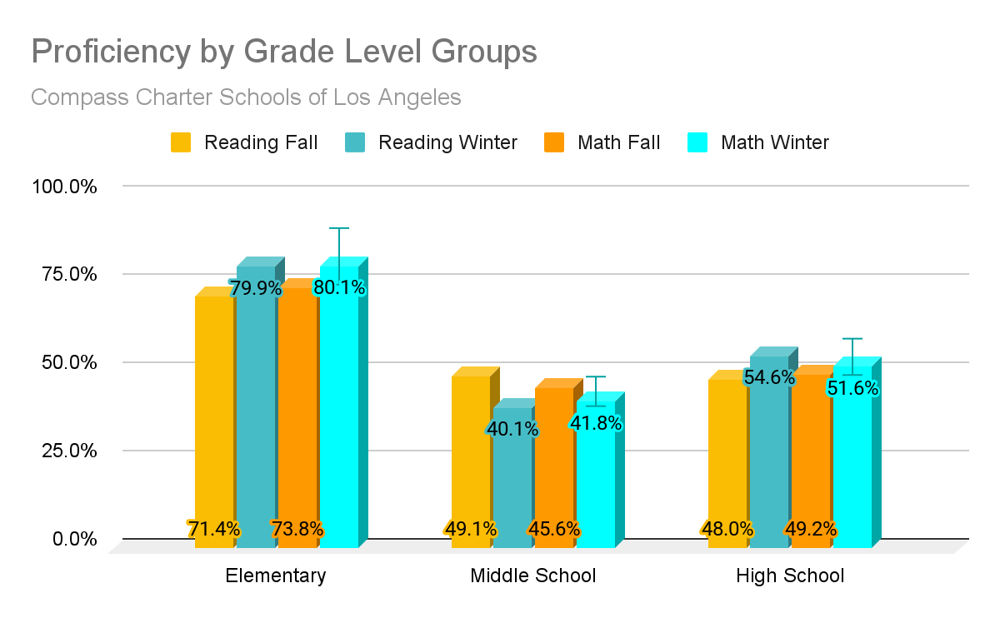 Proficiency by Grade Level Groups
Compass Charter Schools of Los Angeles
Reading Fall Reading Winter Math Fall Math Winter
100.0%
75.0%
50.0%
25.0%
0.0%
79.9% 80.1%
40.1% 41.8%
54.6% 51.6%
71.4% 73.8% 49.1% 45.6% 48.0% 49.2%
Elementary Middle School High School